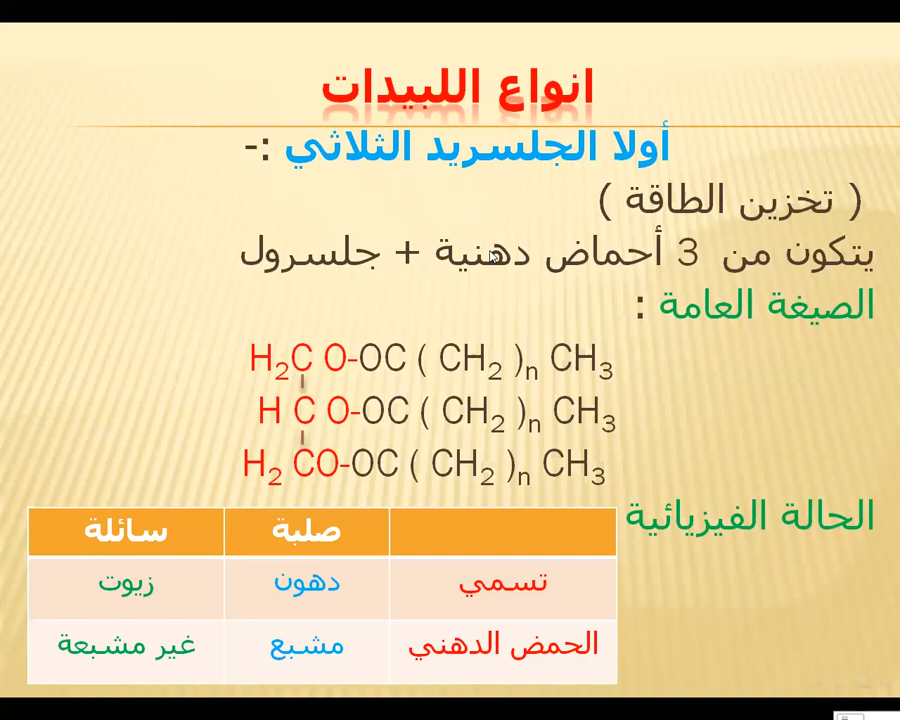 انواع اللبيدات
أولا الجلسريد الثلاثي :-
( تخزين الطاقة )
يتكون من 3 أحماض دهنية + جلسرول
الصيغة العامة :
H₂C O-OC ( CH₂ )ₙ CH₃
H C O-OC ( CH₂ )ₙ CH₃
H₂ CO-OC ( CH₂ )ₙ CH₃
الحالة الفيزيائية
صلبة سائلة
تسمي دهون زيوت
الحمض الدهني مشبع غير مشبعة